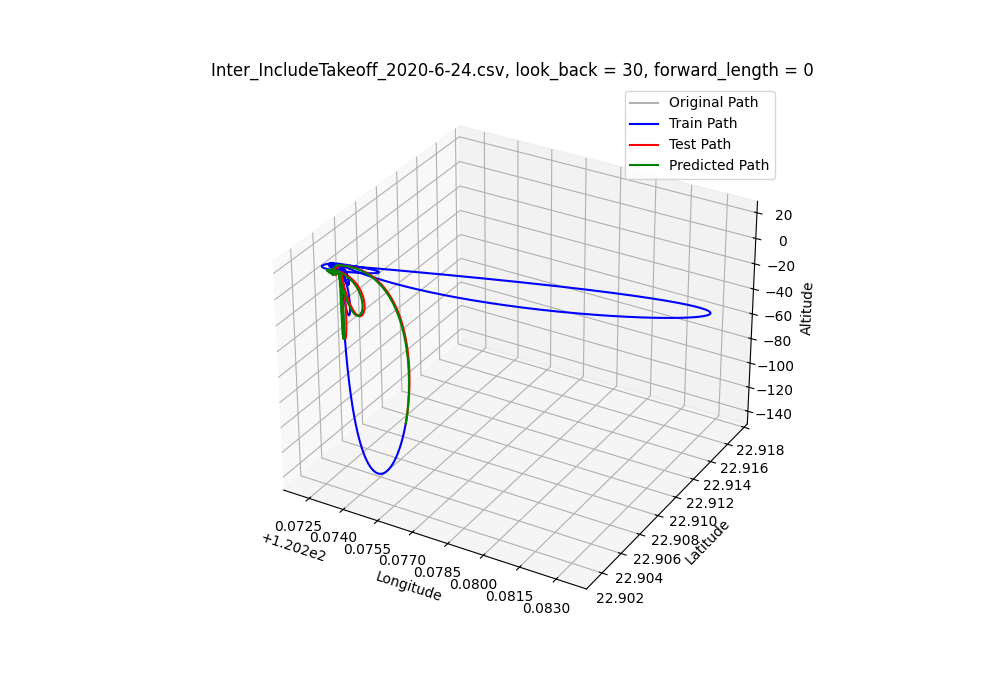 Inter_IncludeTakeoff_2020-6-24.csv, look_back = 30, forward_length = 0
Original Path
Train Path
Test Path
Predicted Path
20
0
−20
−40
−60
−80
−100
−120
−140
Altitude
22.918
22.916
22.914
22.912
22.910
22.908
22.906
22.904
22.902
Latitude
0.0725
0.0740
0.0755
0.0770
0.0785
0.0800
0.0815
0.0830
+1.202e2
Longitude